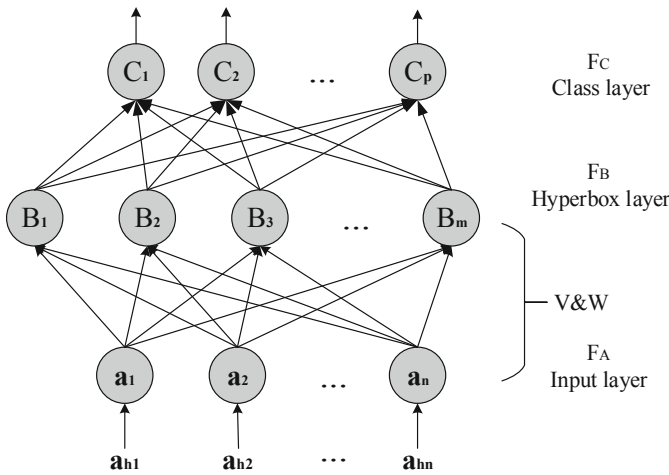 C1 C2 ... Cp
FC
Class layer
B1 B2 B3 ... Bm
FB
Hyperbox layer
V&W
a1 a2 ... an
FA
Input layer
ah1 ah2 ... ahn